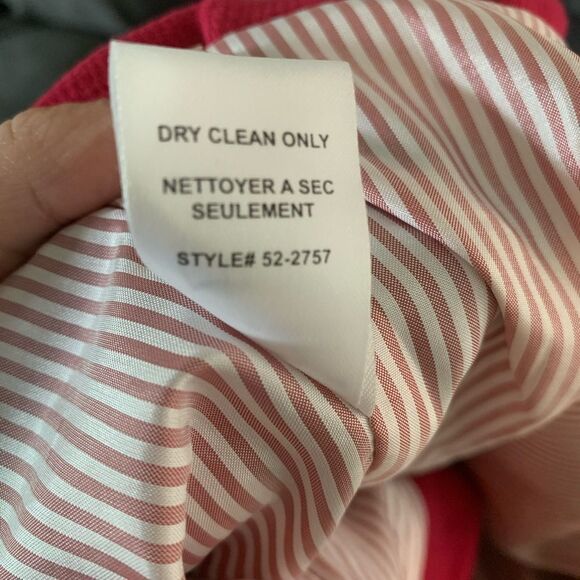 DRY CLEAN ONLY
NETTOYER A SEC
SEULEMENT
STYLE# 52-2757